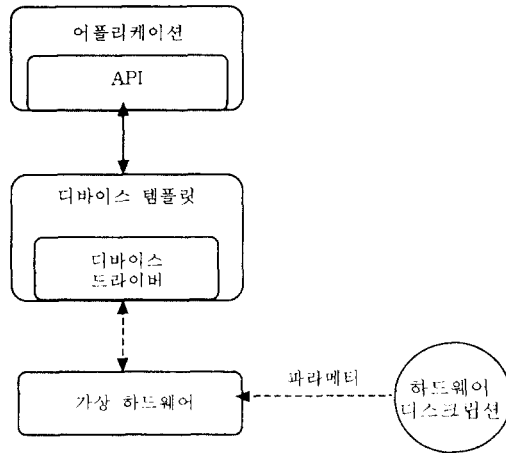 어플리케이션
API
디바이스 템플릿
디바이스
드라이버
가상 하드웨어
파라메터
하드웨어
디스크립션